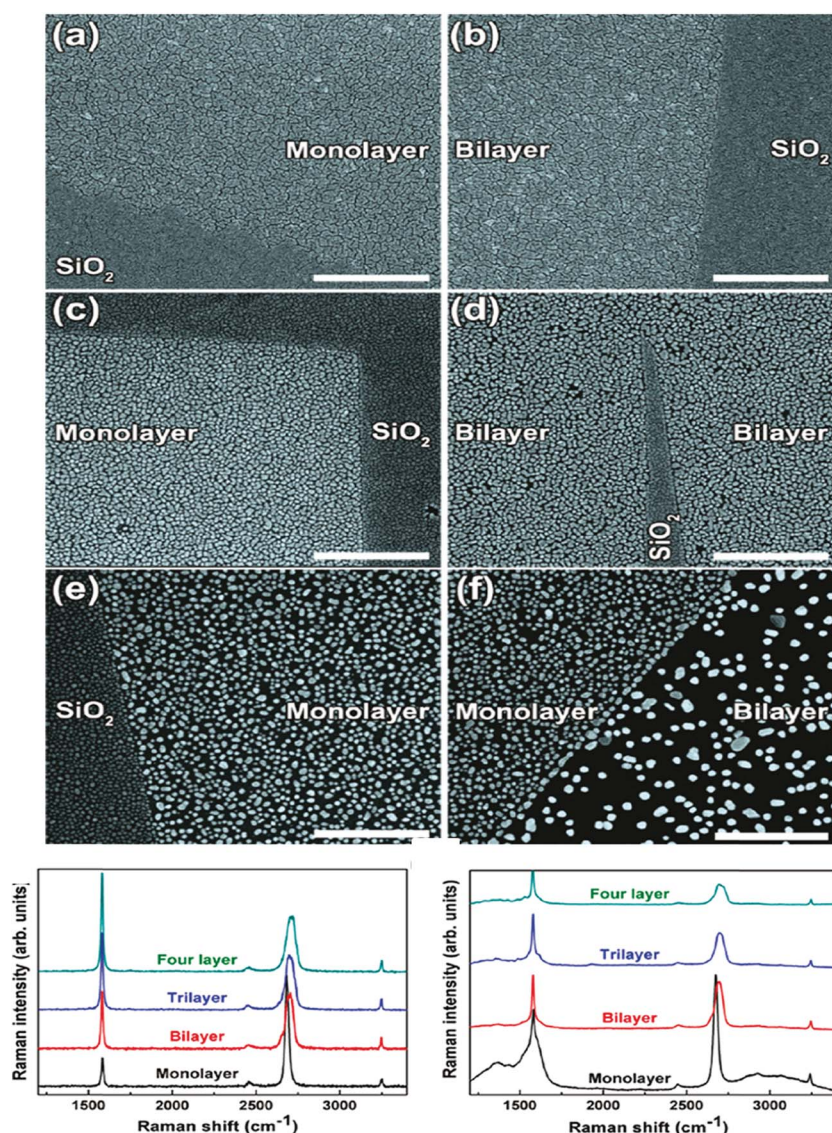 (a)
Monolayer
SiO2
(b)
Bilayer
SiO2
(c)
Monolayer
SiO2
(d)
Bilayer
Bilayer
SiO2
(e)
SiO2
Monolayer
(f)
Monolayer
Bilayer
Raman intensity (arb. units)
Four layer
Trilayer
Bilayer
Monolayer
1500
2000
2500
3000
Raman shift (cm-1)
Raman intensity (arb. units)
Four layer
Trilayer
Bilayer
Monolayer
1500
2000
2500
3000
Raman shift (cm-1)